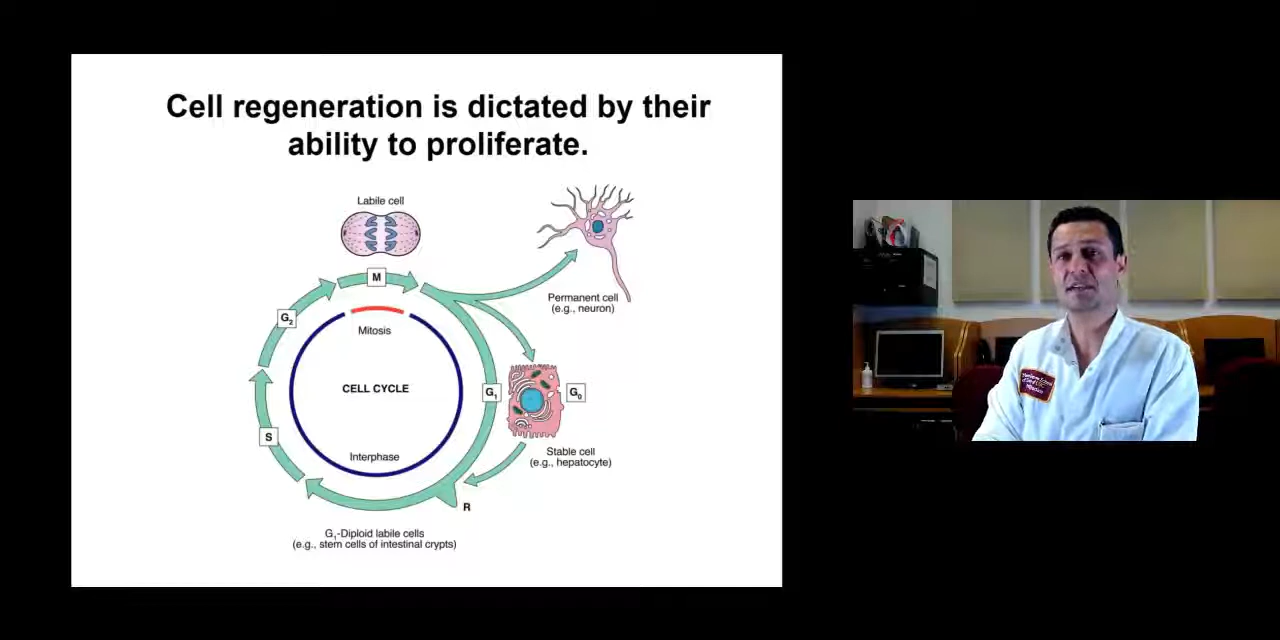 Cell regeneration is dictated by their
ability to proliferate.
Labile cell
M
G₂
Mitosis
Permanent cell
(e.g., neuron)
CELL CYCLE
G₁
G₀
S
Interphase
Stable cell
(e.g., hepatocyte)
R
G₁-Diploid labile cells
(e.g., stem cells of intestinal crypts)